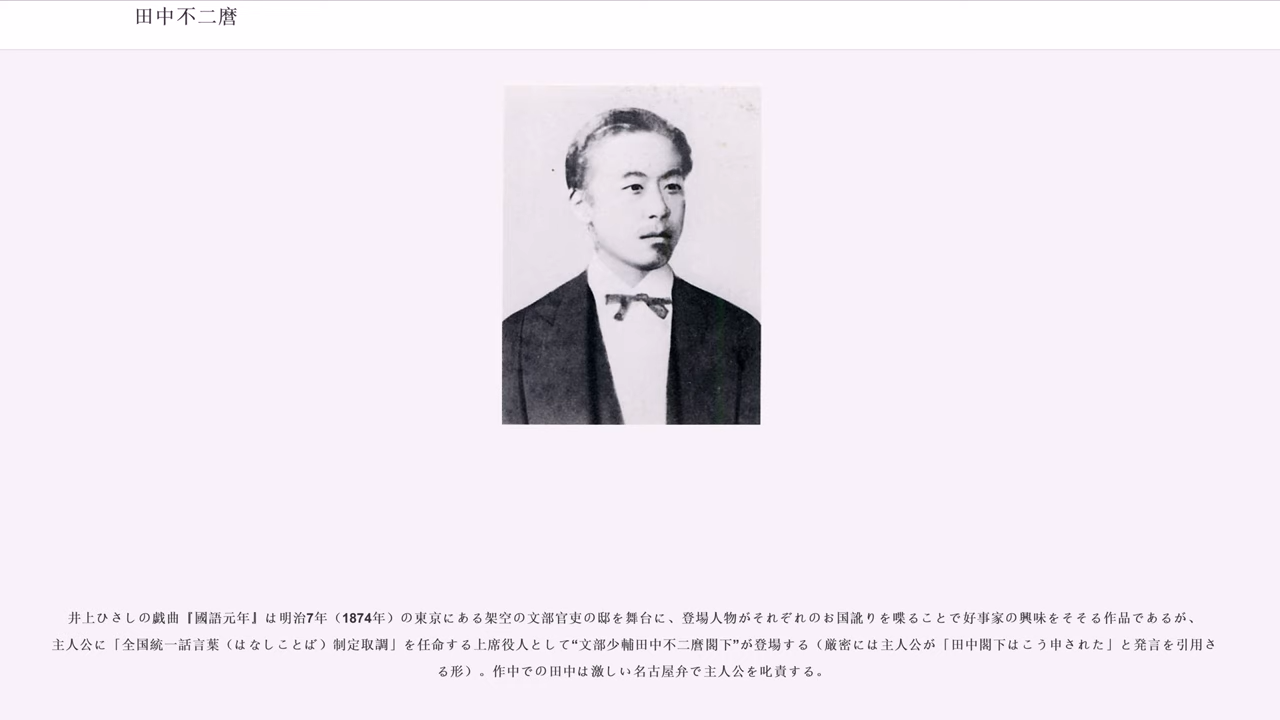 田中不二麿
井上ひさしの戯曲『國語元年』は明治7年（1874年）の東京にある架空の文部官吏の邸を舞台に、登場人物がそれぞれのお国訛りを喋ることで好事家の興味をそそる作品であるが、
主人公に「全国統一話言葉（はなしことば）制定取調」を任命する上席役人として“文部少輔田中不二麿閣下”が登場する（厳密には主人公が「田中閣下はこう申された」と発言を引用さ
る形）。作中での田中は激しい名古屋弁で主人公を叱責する。